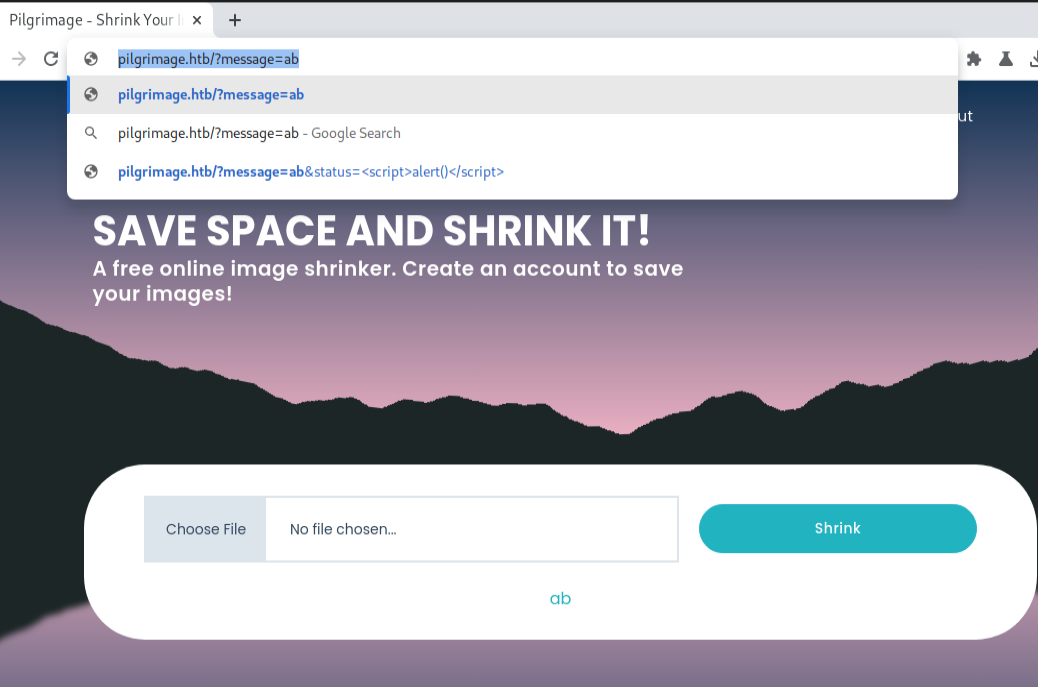 Pilgrimage - Shrink Your
pilgrimage.htb/?message=ab
pilgrimage.htb/?message=ab
pilgrimage.htb/?message=ab - Google Search
pilgrimage.htb/?message=ab&status=<script>alert()</script>
ut
SAVE SPACE AND SHRINK IT!
A free online image shrinker. Create an account to save
your images!
Choose File
No file chosen...
Shrink
ab